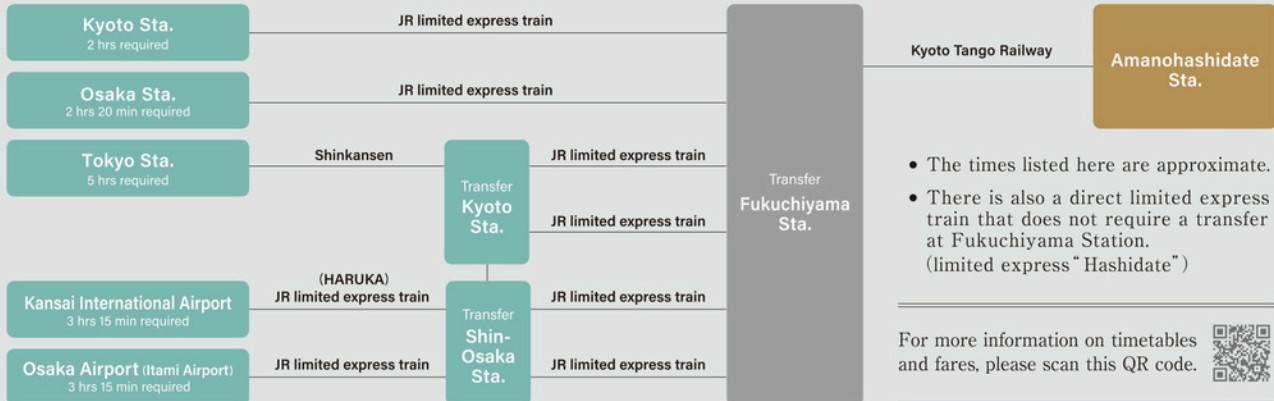 Kyoto Sta.
2 hrs required
JR limited express train
Osaka Sta.
2 hrs 20 min required
JR limited express train
Tokyo Sta.
5 hrs required
Shinkansen
Transfer
Kyoto
Sta.
JR limited express train
JR limited express train
Kansai International Airport
3 hrs 15 min required
(HARUKA)
JR limited express train
Transfer
Shin-
Osaka
Sta.
JR limited express train
Osaka Airport (Itami Airport)
3 hrs 15 min required
JR limited express train
JR limited express train
Transfer
Fukuchiyama
Sta.
Kyoto Tango Railway
Amanohashidate
Sta.
• The times listed here are approximate.
• There is also a direct limited express
train that does not require a transfer
at Fukuchiyama Station.
(limited express “Hashidate”)
For more information on timetables
and fares, please scan this QR code.